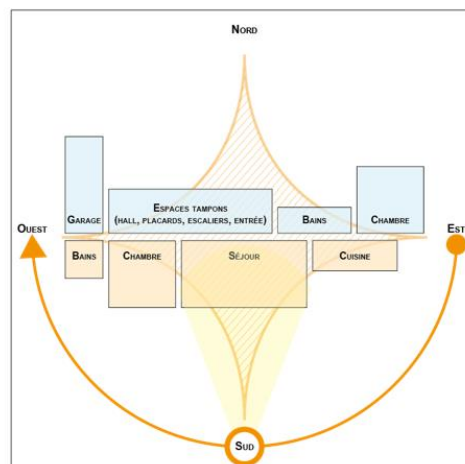 Nord
Espaces tampons
(hall, placards, escaliers, entrée)
Garage
Bains
Chambre
Ouest
Est
Bains
Chambre
Séjour
Cuisine
Sud